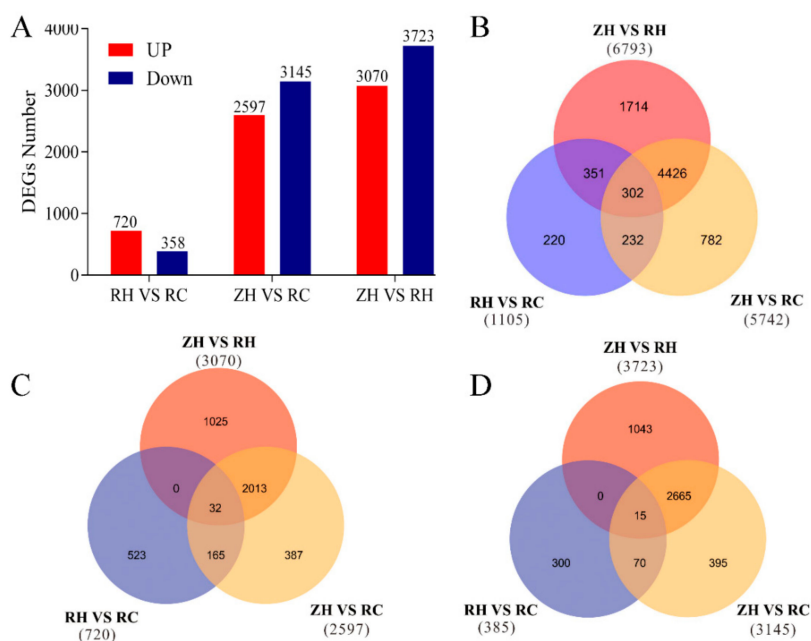 A
4000
3000
2000
1000
0
DEGs Number
UP
Down
720
358
2597
3145
3070
3723
RH VS RC
ZH VS RC
ZH VS RH
B
ZH VS RH
(6793)
1714
351
4426
302
220
232
782
RH VS RC
(1105)
ZH VS RC
(5742)
C
ZH VS RH
(3070)
1025
0
2013
32
523
165
387
RH VS RC
(720)
ZH VS RC
(2597)
D
ZH VS RH
(3723)
1043
0
2665
15
300
70
395
RH VS RC
(385)
ZH VS RC
(3145)